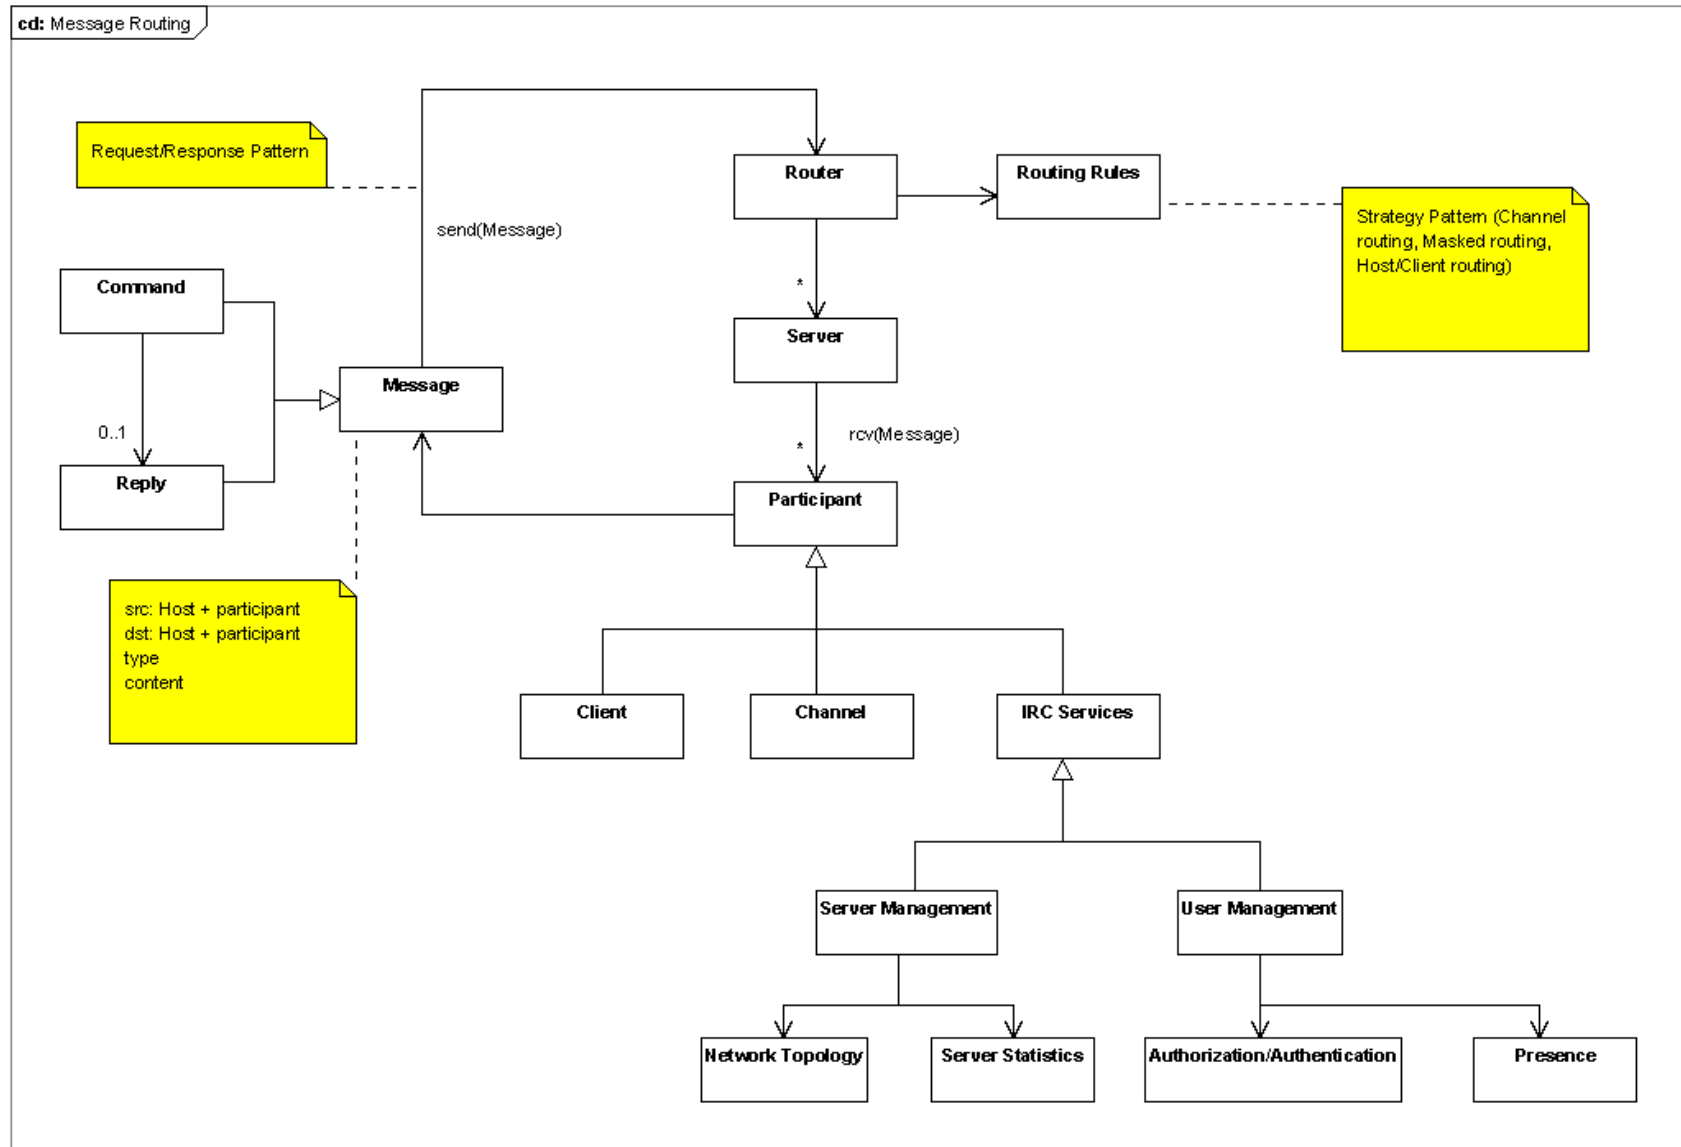 cd: Message Routing
Request/Response Pattern
Router
Routing Rules
Strategy Pattern (Channel
routing, Masked routing,
Host/Client routing)
send(Message)
Command
*
Server
Message
0..1
*
rcv(Message)
Reply
Participant
src: Host + participant
dst: Host + participant
type
content
Client
Channel
IRC Services
Server Management
User Management
Network Topology
Server Statistics
Authorization/Authentication
Presence